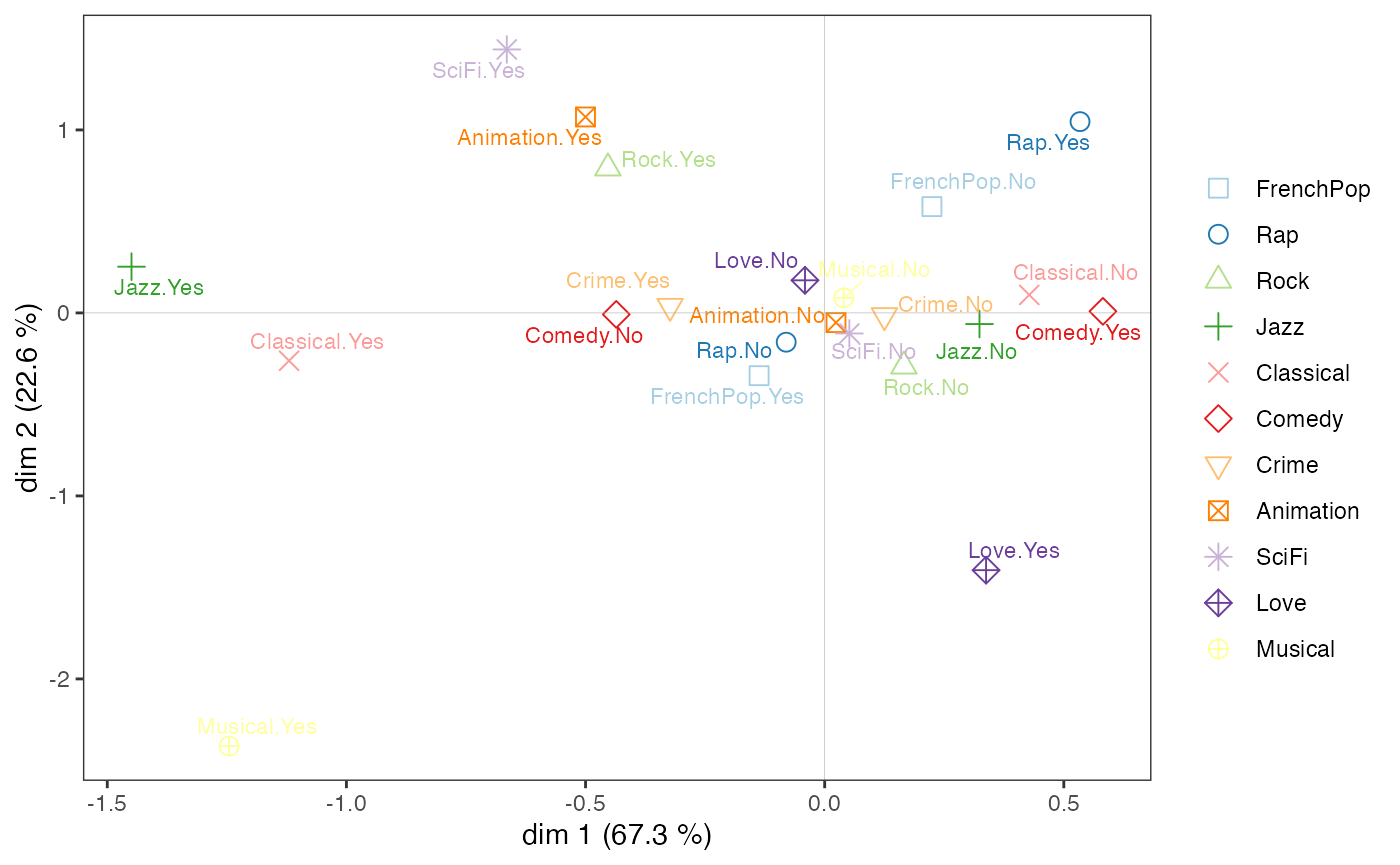 SciFi.Yes
Animation.Yes
Rock.Yes
Rap.Yes
FrenchPop.No
Love.No
Musical.No
Classical.No
Jazz.Yes
Crime.Yes
Crime.No
Animation.No
Comedy.No
Comedy.Yes
Classical.Yes
Rap.No
SciFi.No
Jazz.No
Rock.No
FrenchPop.Yes
Love.Yes
Musical.Yes
1
0
-1
-2
-1.5
-1.0
-0.5
0.0
0.5
dim 1 (67.3 %)
dim 2 (22.6 %)
FrenchPop
Rap
Rock
Jazz
Classical
Comedy
Crime
Animation
SciFi
Love
Musical